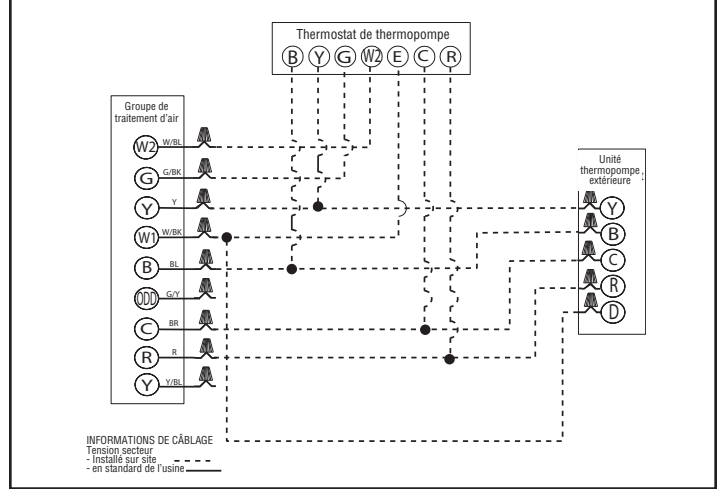 Thermostat de thermopompe
B Y G W2 E C R
Groupe de
traitement d'air
W2 W/BL
G G/BK
Y Y
W1 W/BK
B BL
ODD G/Y
C BR
R R
Y Y/BL
Unité
thermopompe
extérieure
Y
B
C
R
D
INFORMATIONS DE CÂBLAGE
Tension secteur
- Installé sur site
- en standard de l'usine